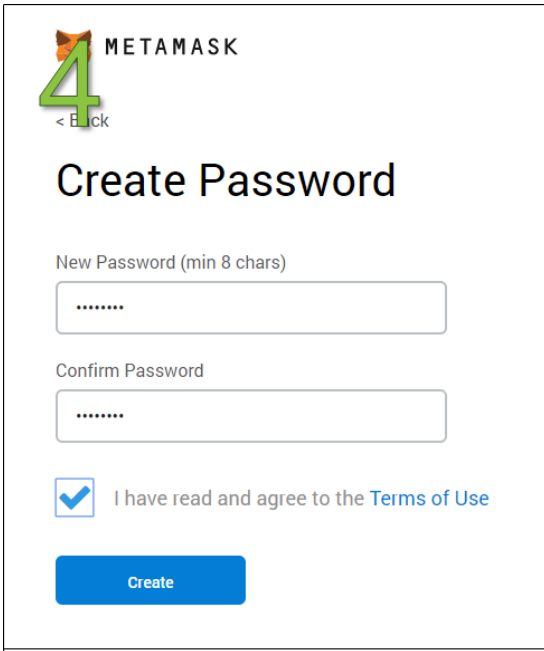 METAMASK
4
< Back
Create Password
New Password (min 8 chars)
••••••••
Confirm Password
••••••••
I have read and agree to the Terms of Use
Create